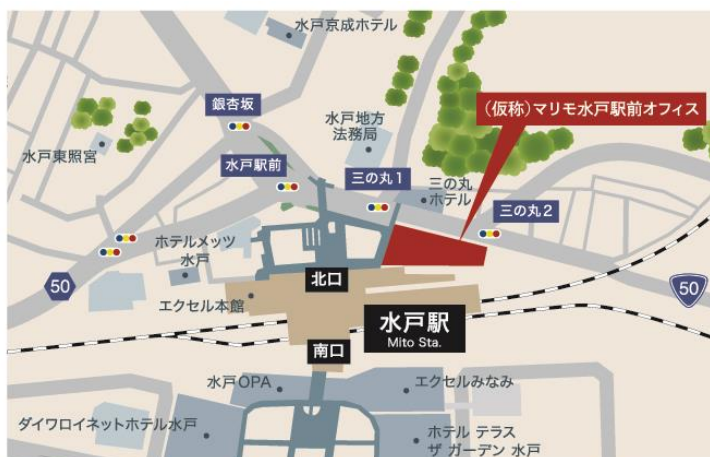 水戸京成ホテル
銀杏坂
(仮称)マリモ水戸駅前オフィス
水戸地方
法務局
水戸東照宮
水戸駅前
三の丸1
三の丸
ホテル
三の丸2
ホテルメッツ
水戸
50
北口
50
エクセル本館
水戸駅
Mito Sta.
南口
水戸OPA
エクセルみなみ
ダイワロイネットホテル水戸
ホテル テラス
ザ ガーデン 水戸